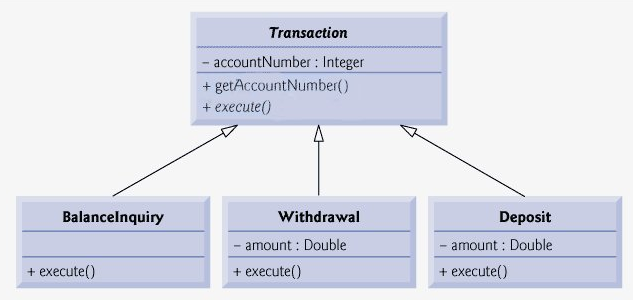 Transaction
– accountNumber : Integer
+ getAccountNumber()
+ execute()
BalanceInquiry
+ execute()
Withdrawal
– amount : Double
+ execute()
Deposit
– amount : Double
+ execute()